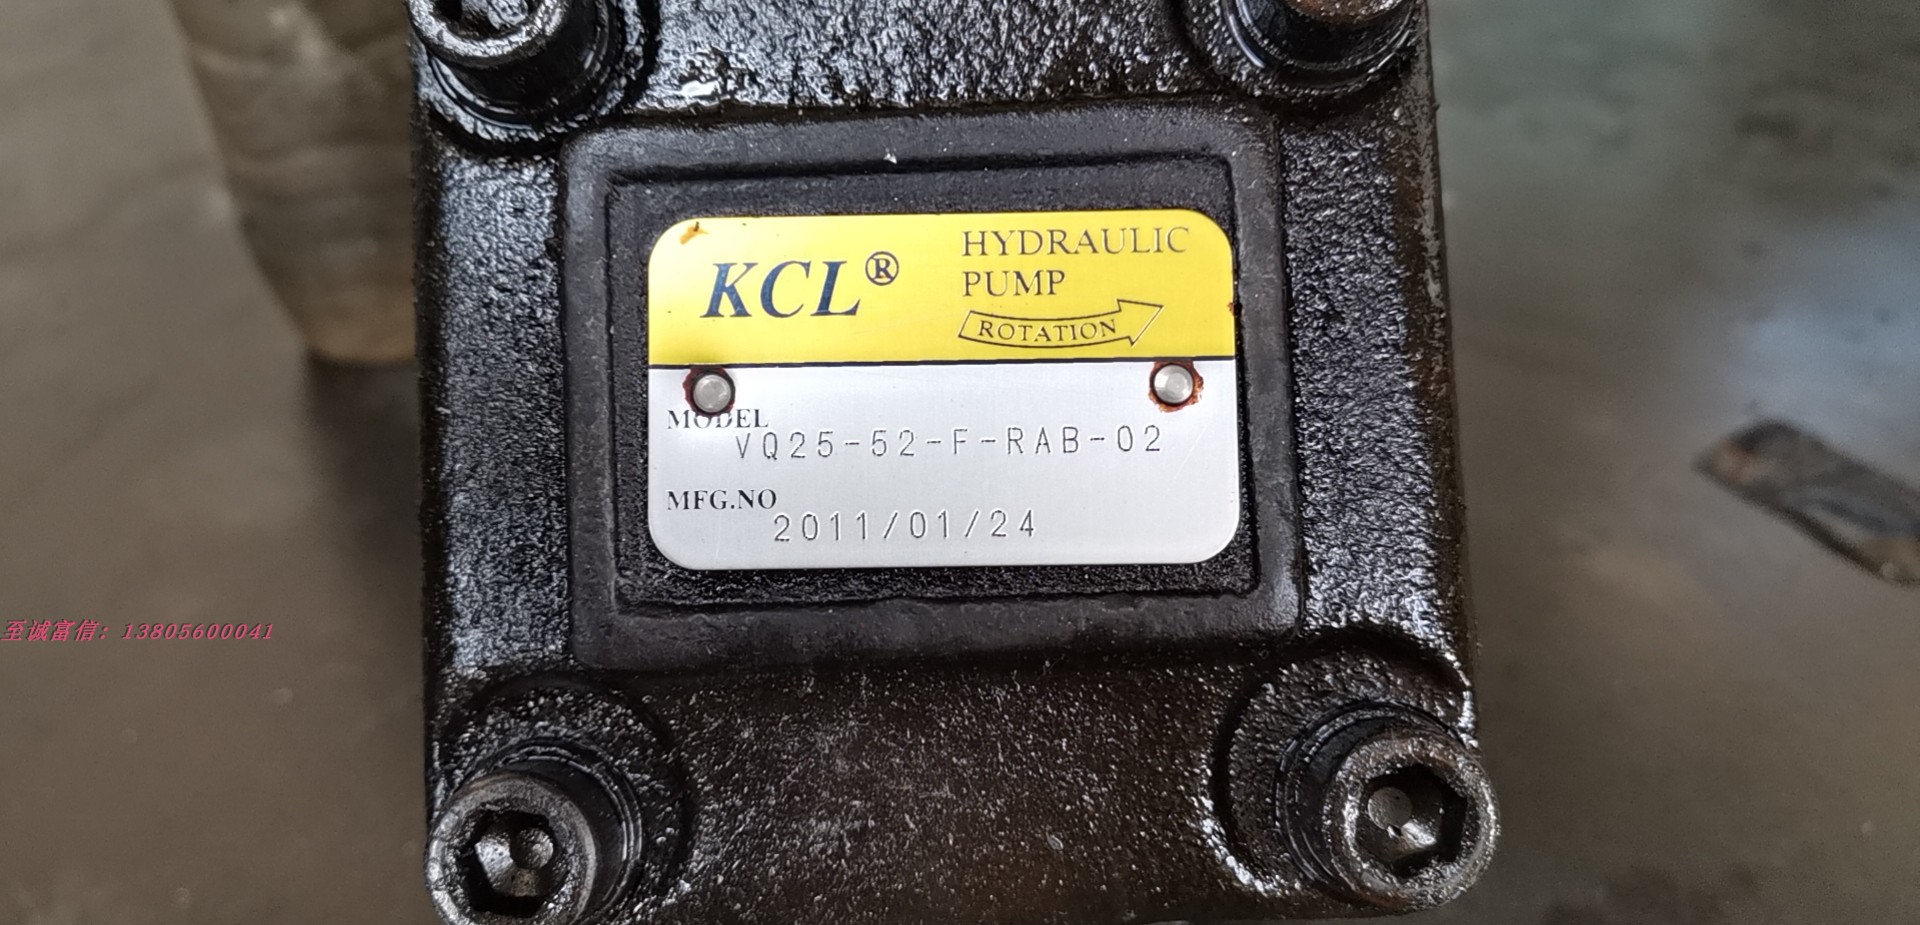 KCL®
HYDRAULIC
PUMP
ROTATION
MODEL
VQ25-52-F-RAB-02
MFG.NO
2011/01/24
至诚富信：13805600041